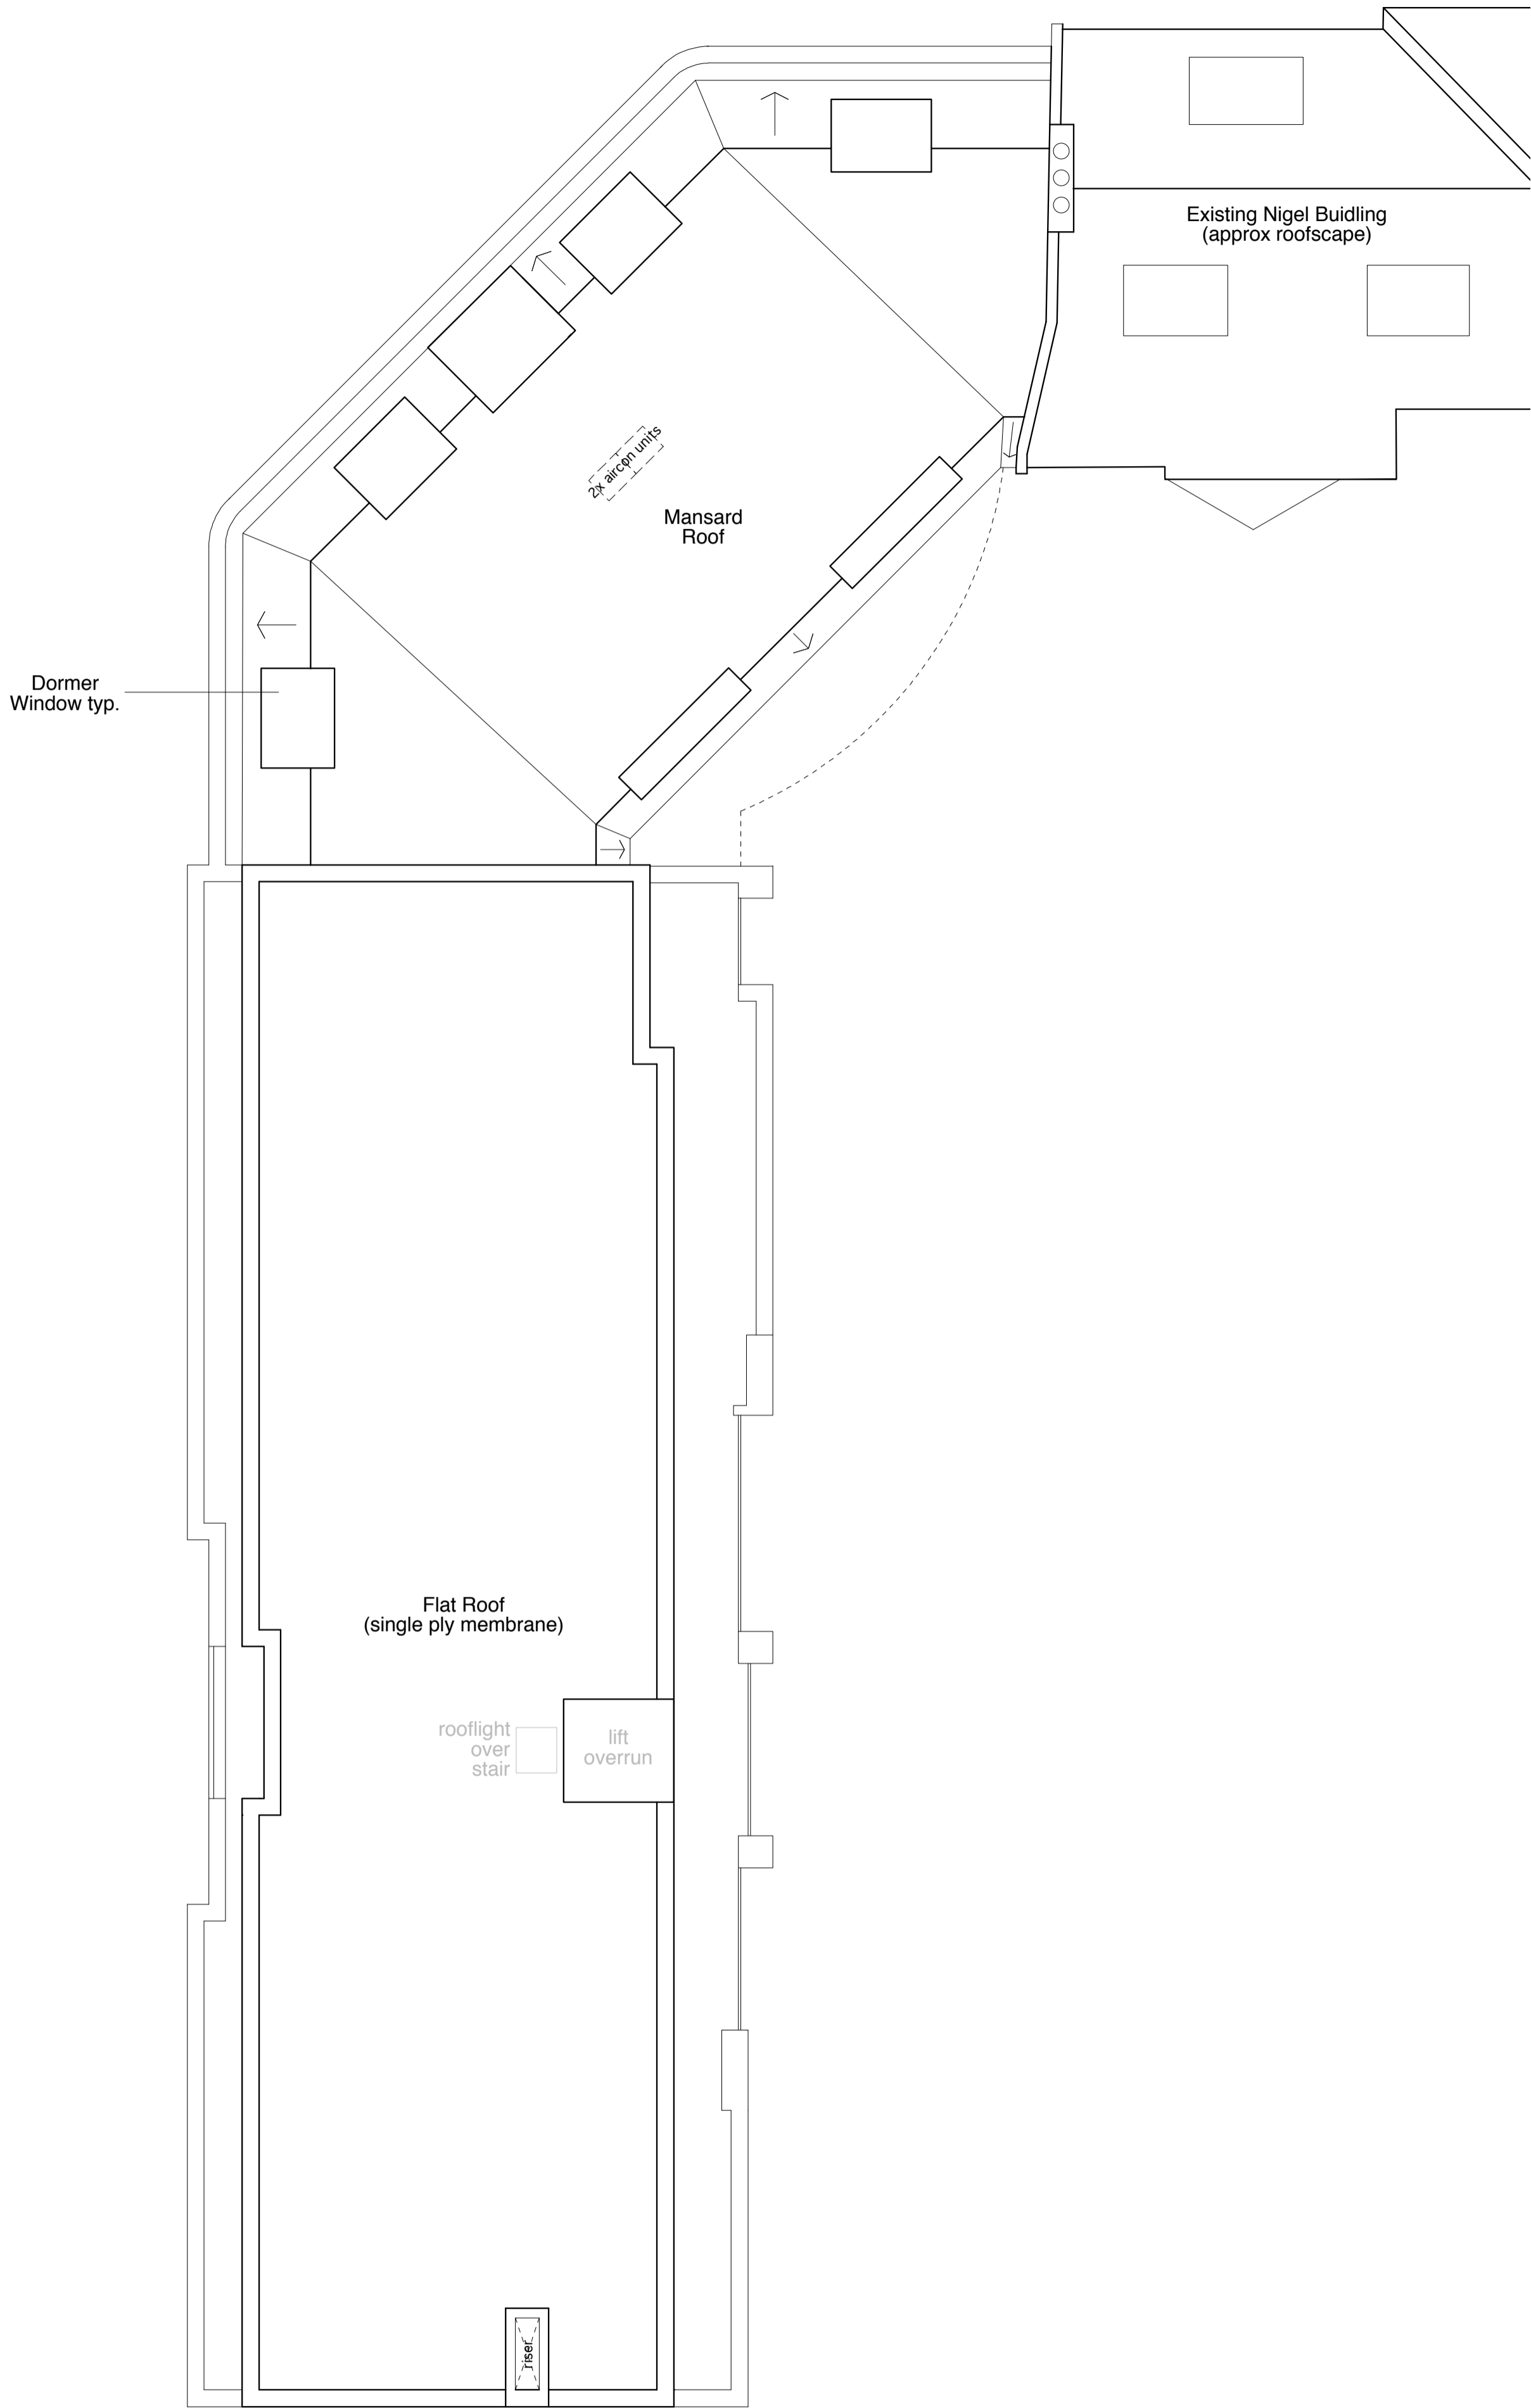 Existing Nigel Buidling
(approx roofscape)
2x aircon units
Mansard
Roof
Dormer
Window typ.
Flat Roof
(single ply membrane)
rooflight
over
stair
lift
overrun
riser